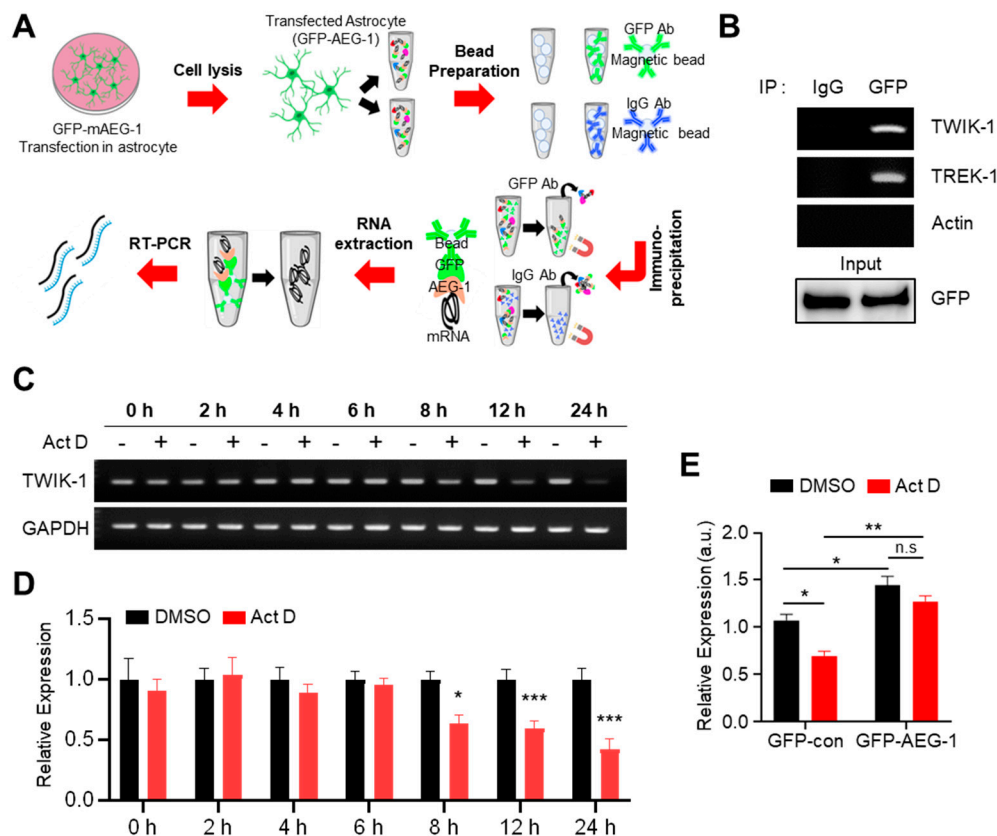 A
Transfected Astrocyte
(GFP-AEG-1)
Cell lysis
Bead
Preparation
GFP Ab
Magnetic bead
IgG Ab
Magnetic bead
GFP-mAEG-1
Transfection in astrocyte
GFP Ab
RT-PCR
RNA
extraction
Bead
GFP
AEG-1
mRNA
IgG Ab
Immuno-
precipitation
B
IP : IgG GFP
TWIK-1
TREK-1
Actin
Input
GFP
C
0 h 2 h 4 h 6 h 8 h 12 h 24 h
Act D - + - + - + - + - + - + - +
TWIK-1
GAPDH
D
DMSO Act D
Relative Expression
1.5
1.0
0.5
0.0
* *** ***
0 h 2 h 4 h 6 h 8 h 12 h 24 h
E
DMSO Act D
Relative Expression (a.u.)
2.0
1.5
1.0
0.5
0.0
**
n.s
*
*
GFP-con GFP-AEG-1